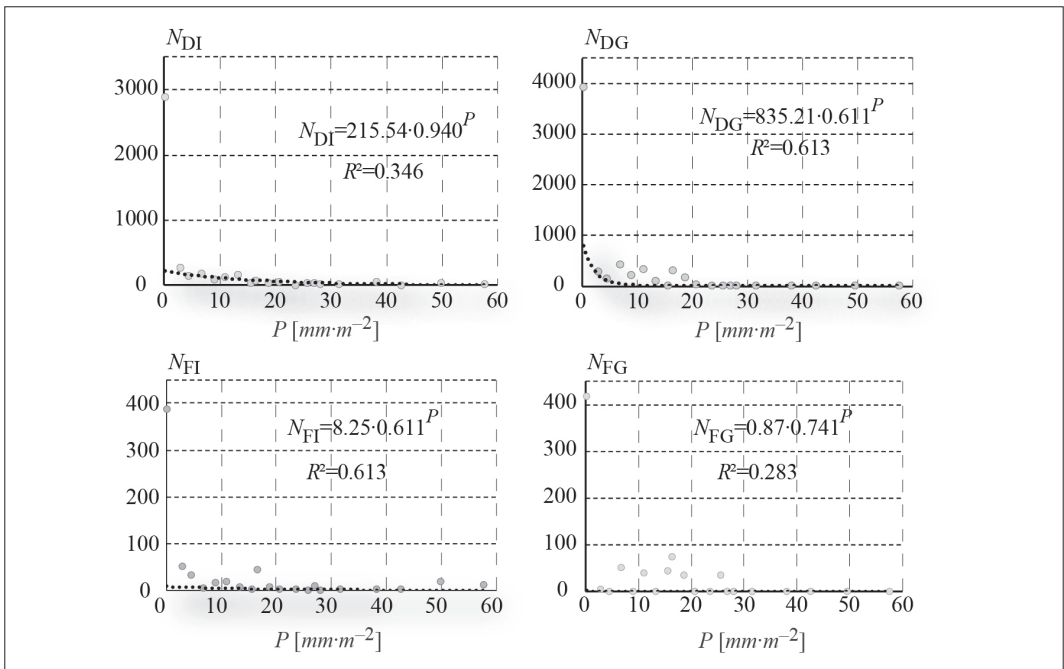 N_DI
3000
2000
1000
0
N_DI=215.54·0.940^P
R²=0.346
0 10 20 30 40 50 60
P [mm·m⁻²]
N_DG
4000
3000
2000
1000
0
N_DG=835.21·0.611^P
R²=0.613
0 10 20 30 40 50 60
P [mm·m⁻²]
N_FI
400
300
200
100
0
N_FI=8.25·0.611^P
R²=0.613
0 10 20 30 40 50 60
P [mm·m⁻²]
N_FG
400
300
200
100
0
N_FG=0.87·0.741^P
R²=0.283
0 10 20 30 40 50 60
P [mm·m⁻²]